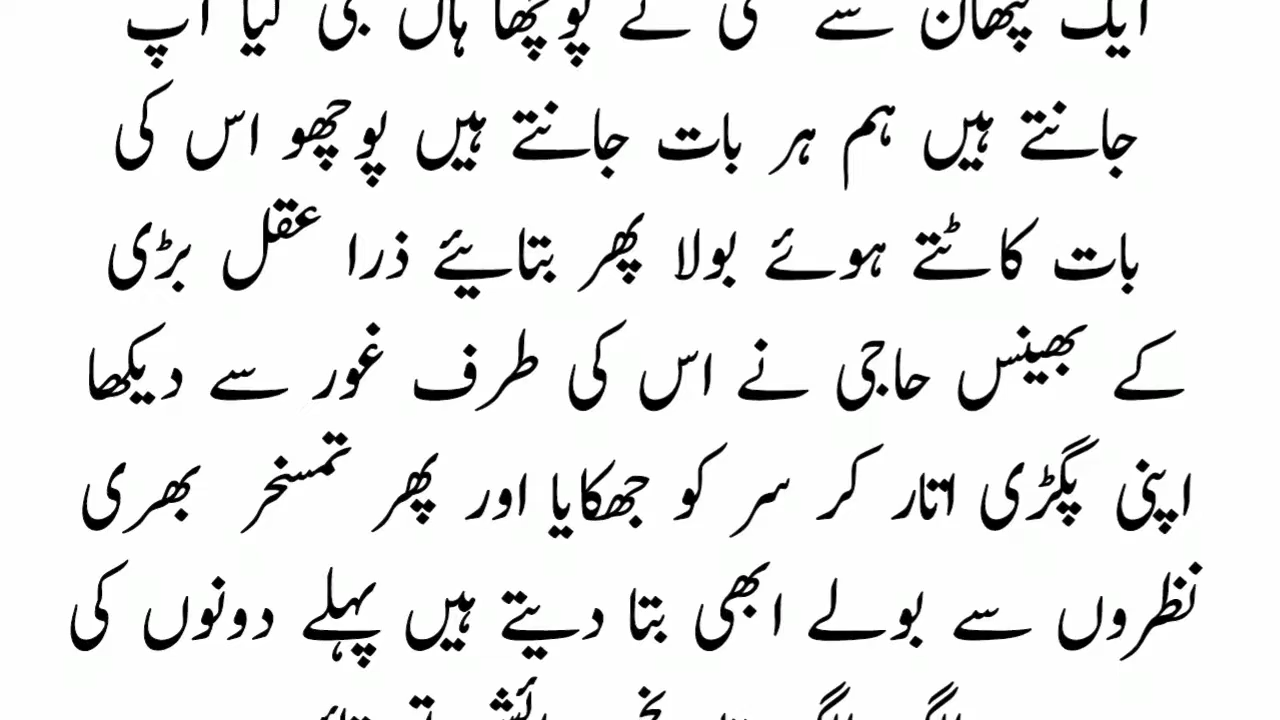 ایک پٹھان سے کسی نے پوچھا ہاں جی کیا آپ
جانتے ہیں ہم ہر بات جانتے ہیں پوچھو اس کی
بات کاٹتے ہوئے بولا پھر بتایئے ذرا عقل بڑی
کے بھینس حاجی نے اس کی طرف غور سے دیکھا
اپنی پگڑی اتار کر سر کو جھکایا اور پھر تمسخر بھری
نظروں سے بولے ابھی بتا دیتے ہیں پہلے دونوں کی